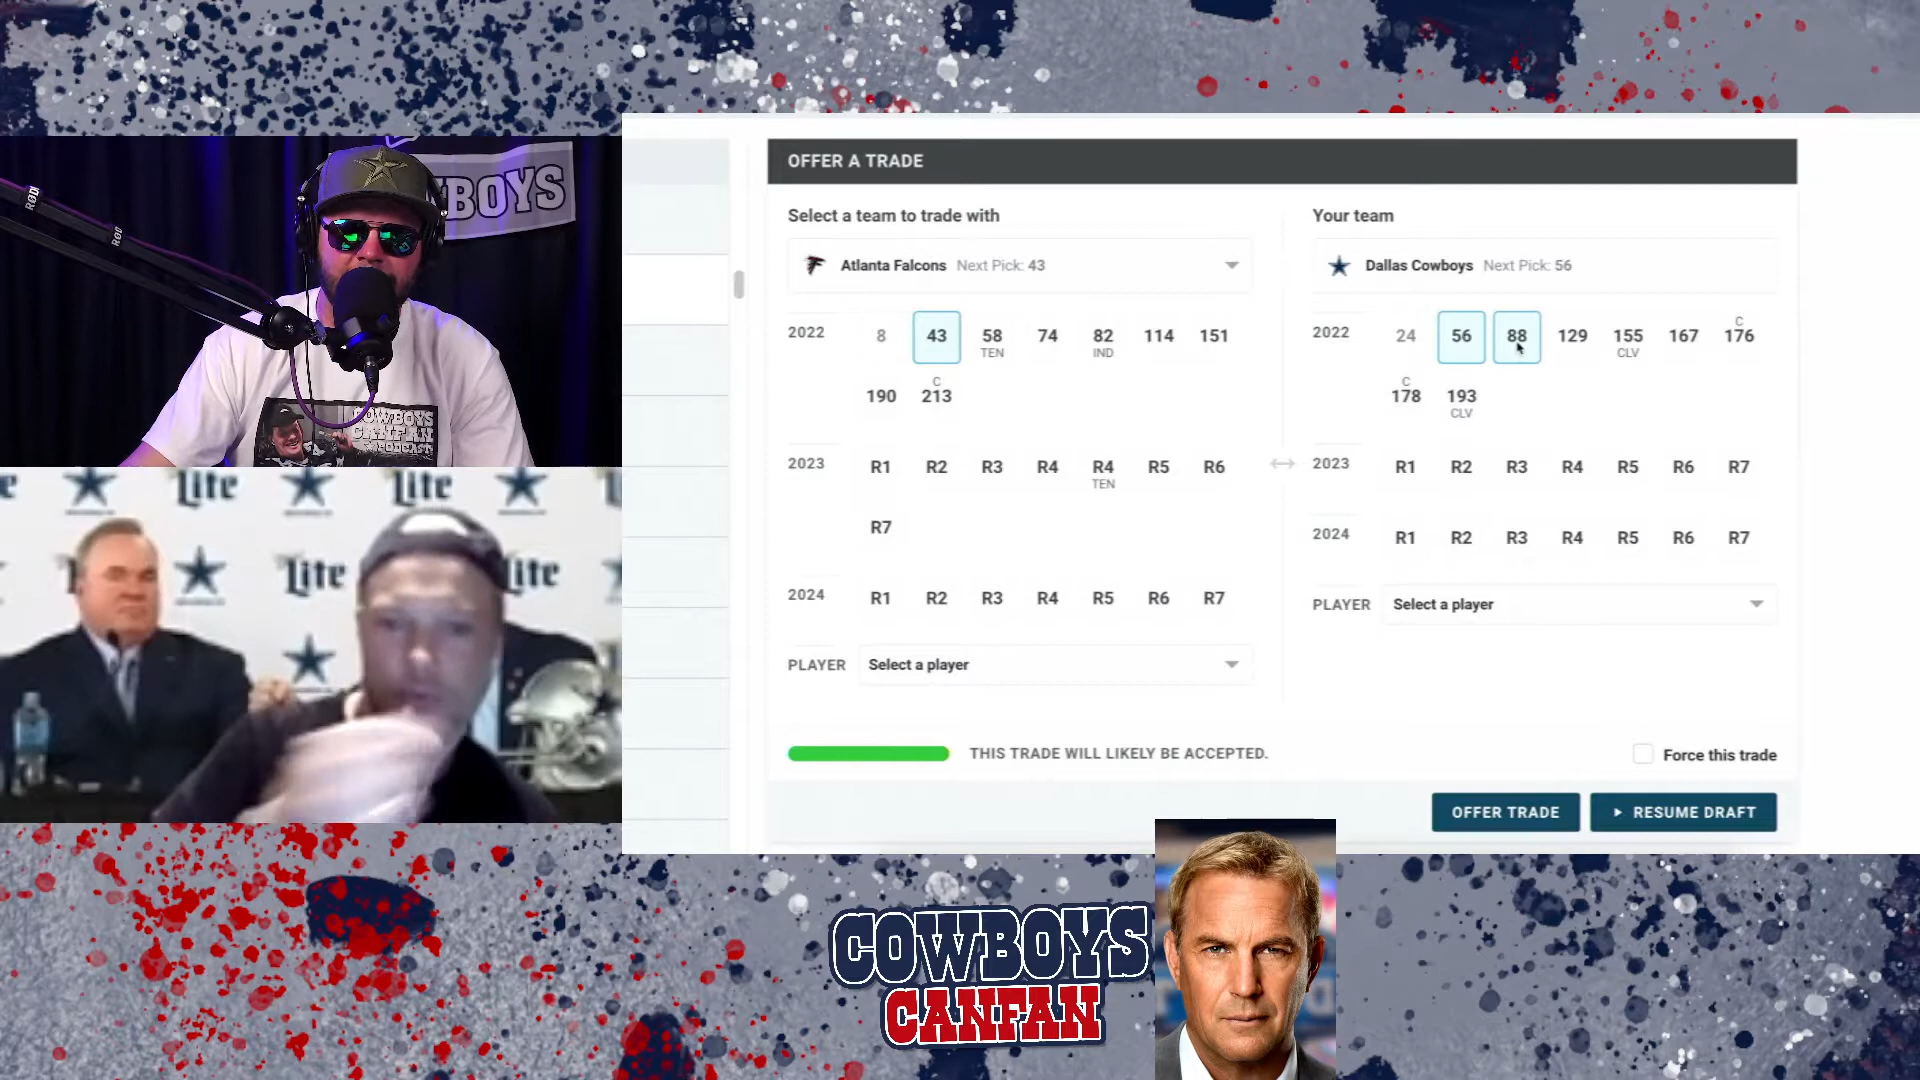 OFFER A TRADE
Select a team to trade with
Atlanta Falcons Next Pick: 43
2022 8 43 58 74 82 114 151
TEN IND
C
190 213
2023 R1 R2 R3 R4 R4 R5 R6
TEN
R7
2024 R1 R2 R3 R4 R5 R6 R7
PLAYER Select a player
Your team
Dallas Cowboys Next Pick: 56
C
2022 24 56 88 129 155 167 176
CLV
C
178 193
CLV
2023 R1 R2 R3 R4 R5 R6 R7
2024 R1 R2 R3 R4 R5 R6 R7
PLAYER Select a player
THIS TRADE WILL LIKELY BE ACCEPTED.
Force this trade
OFFER TRADE
RESUME DRAFT
BOYS
COWBOYS
CANFAN
PODCAST
Lite Lite
Lite Lite
COWBOYS
CANFAN